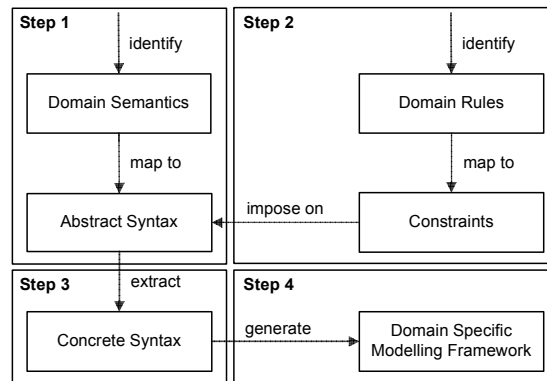 Step 1
identify
Domain Semantics
map to
Abstract Syntax
Step 2
identify
Domain Rules
map to
Constraints
impose on
Step 3
extract
Concrete Syntax
Step 4
generate
Domain Specific
Modelling Framework